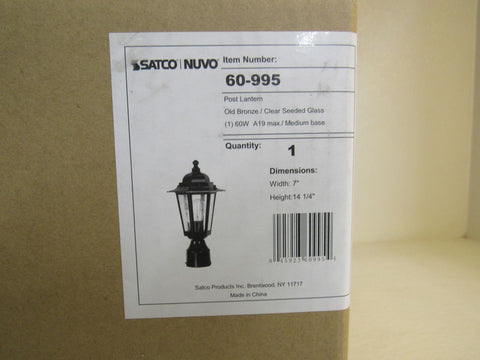 SATCO NUVO
Item Number:
60-995
Post Lantern
Old Bronze / Clear Seeded Glass
(1) 60W A19 max./ Medium base
Quantity: 1
Dimensions:
Width: 7"
Height:14 1/4"
Satco Products Inc. Brentwood, NY 11717
Made in China